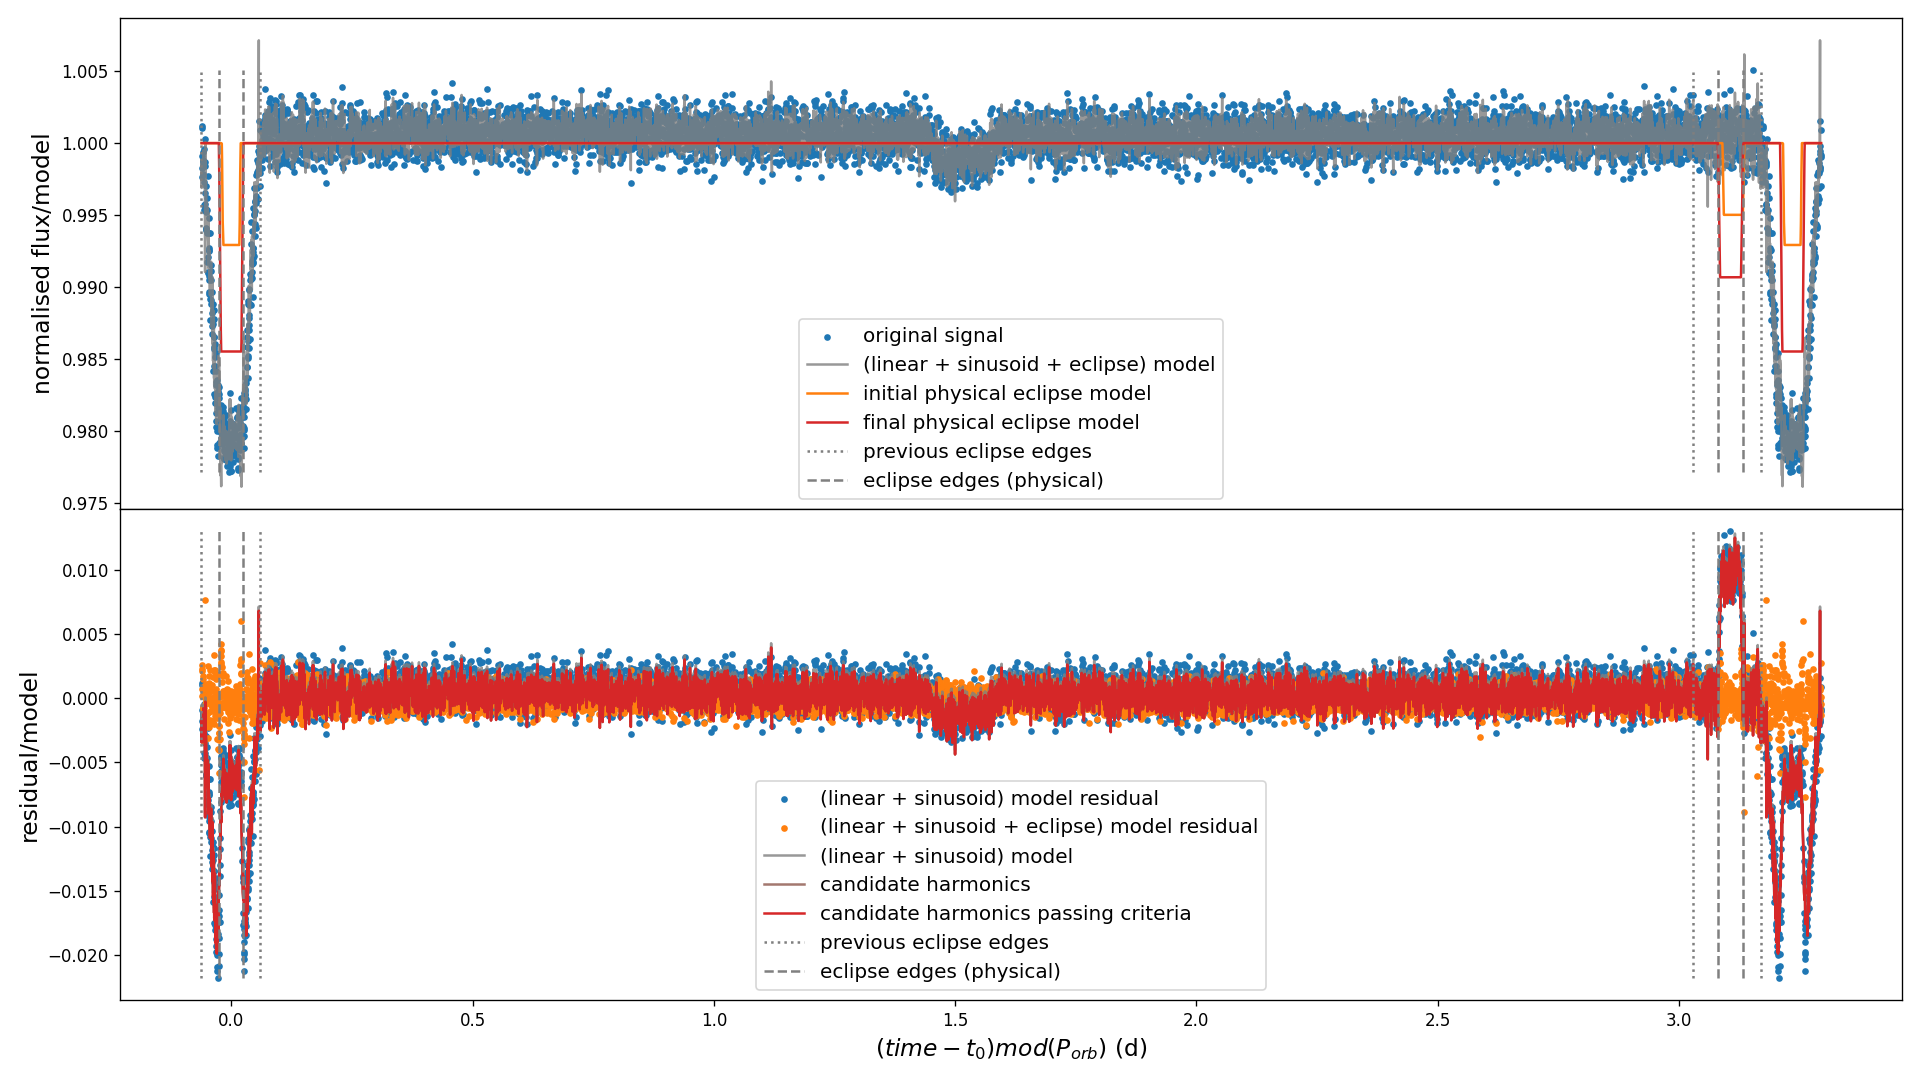 normalised flux/model
1.005
1.000
0.995
0.990
0.985
0.980
0.975
original signal
(linear + sinusoid + eclipse) model
initial physical eclipse model
final physical eclipse model
previous eclipse edges
eclipse edges (physical)
residual/model
0.010
0.005
0.000
−0.005
−0.010
−0.015
−0.020
(linear + sinusoid) model residual
(linear + sinusoid + eclipse) model residual
(linear + sinusoid) model
candidate harmonics
candidate harmonics passing criteria
previous eclipse edges
eclipse edges (physical)
0.0 0.5 1.0 1.5 2.0 2.5 3.0
(time − t₀)mod(Pₒᵣb) (d)